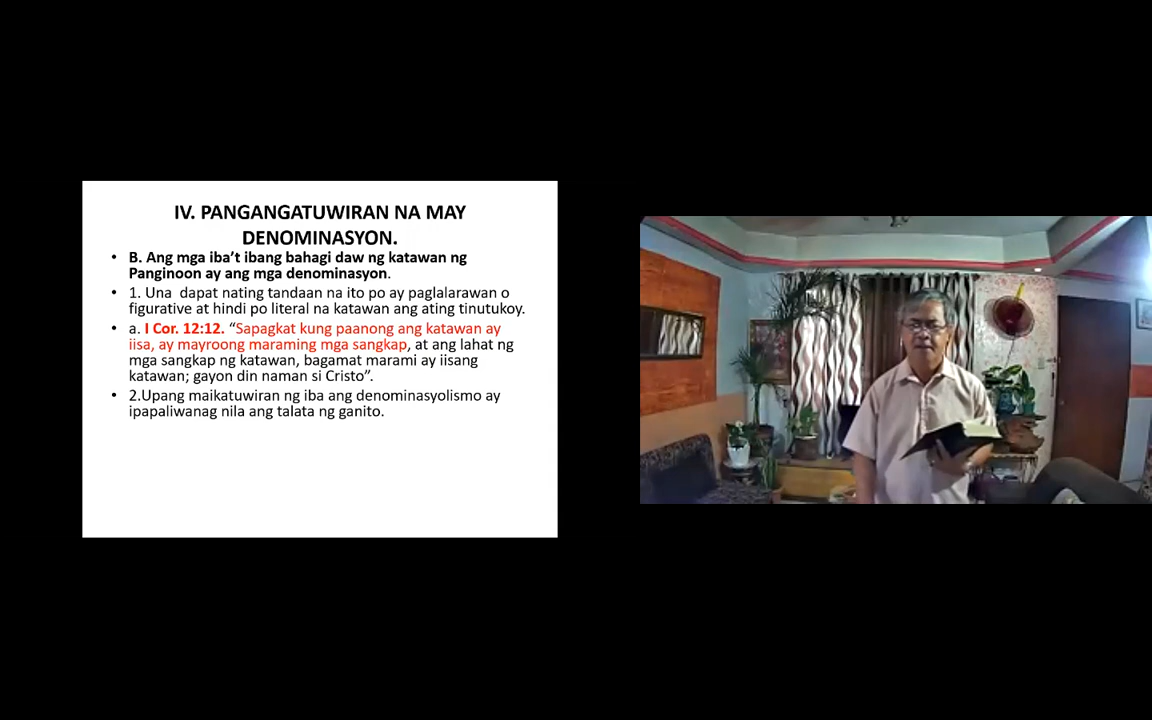 IV. PANGANGATUWIRAN NA MAY
DENOMINASYON.
• B. Ang mga iba’t ibang bahagi daw ng katawan ng
Panginoon ay ang mga denominasyon.
• 1. Una dapat nating tandaan na ito po ay paglalarawan o
figurative at hindi po literal na katawan ang ating tinutukoy.
• a. I Cor. 12:12. “Sapagkat kung paanong ang katawan ay
iisa, ay mayroong maraming mga sangkap, at ang lahat ng
mga sangkap ng katawan, bagamat marami ay iisang
katawan; gayon din naman si Cristo”.
• 2.Upang maikatuwiran ng iba ang denominasyolismo ay
ipapaliwanag nila ang talata ng ganito.